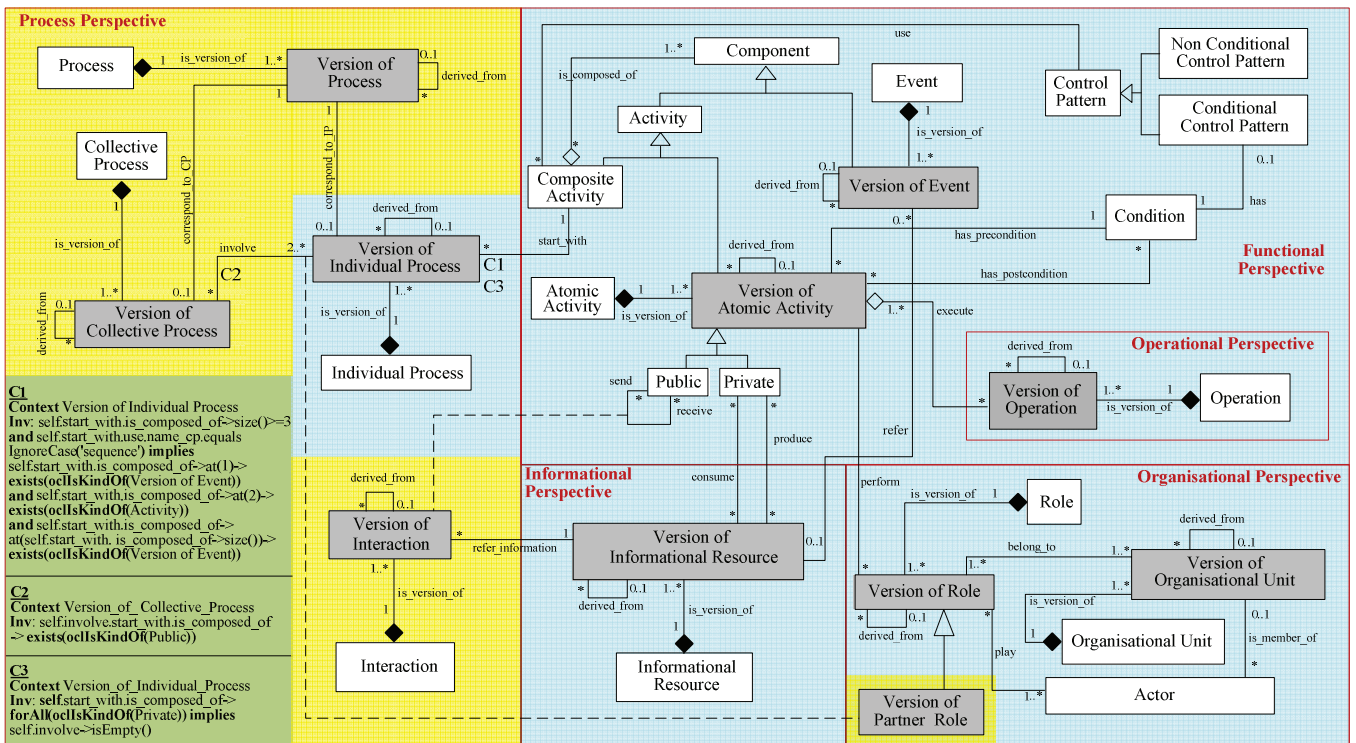 Process Perspective
Process
1
is_version_of
1..*
Version of
Process
0..1
derived_from
*
1
1
correspond_to_CP
correspond_to_IP
Collective
Process
1
is_version_of
1..*
0..1
*
involve
2..*
C2
0..1
derived_from
*
Version of
Collective Process
derived_from
*
0..1
0..1
Version of
Individual Process
*
C1
C3
1..*
is_version_of
1
Individual Process
C1
Context Version of Individual Process
Inv: self.start_with.is_composed_of->size()>=3
and self.start_with.use.name_cp.equals
IgnoreCase('sequence') implies
self.start_with.is_composed_of->at(1)->
exists(oclIsKindOf(Version of Event))
and self.start_with.is_composed_of->at(2)->
exists(oclIsKindOf(Activity))
and self.start_with.is_composed_of->
at(self.start_with. is_composed_of->size())->
exists(oclIsKindOf(Version of Event))
C2
Context Version_of_ Collective_Process
Inv: self.involve.start_with.is_composed_of
-> exists(oclIsKindOf(Public))
C3
Context Version_of_Individual_Process
Inv: self.start_with.is_composed_of->
forAll(oclIsKindOf(Private)) implies
self.involve->isEmpty()
derived_from
*
0..1
Version of
Interaction
*
refer_information
1
1..*
is_version_of
1
Interaction
Functional
Perspective
use
1..*
Component
is_composed_of
Activity
Event
1
is_version_of
1..*
0..1
derived_from
*
Version of Event
*
Control
Pattern
Non Conditional
Control Pattern
Conditional
Control Pattern
0..1
has
1
Condition
1
*
*
*
Composite
Activity
1
start_with
has_precondition
*
has_postcondition
*
derived_from
*
0..1
Atomic
Activity
1
is_version_of
1..*
Version of
Atomic Activity
1..*
execute
*
send
*
receive
*
Public
Private
*
*
produce
consume
refer
perform
Operational Perspective
derived_from
*
0..1
Version of
Operation
1..*
is_version_of
1
Operation
Informational
Perspective
*
*
Version of
Informational Resource
0..1
*
0..1
derived_from
1..*
is_version_of
1
Informational
Resource
Organisational Perspective
is_version_of
1
Role
1..*
*
belong_to
1..*
1..*
Version of Role
*
0..1
derived_from
*
play
1..*
Version of
Partner Role
derived_from
*
0..1
Version of
Organisational Unit
1..*
is_version_of
1
Organisational Unit
0..1
is_member_of
*
Actor